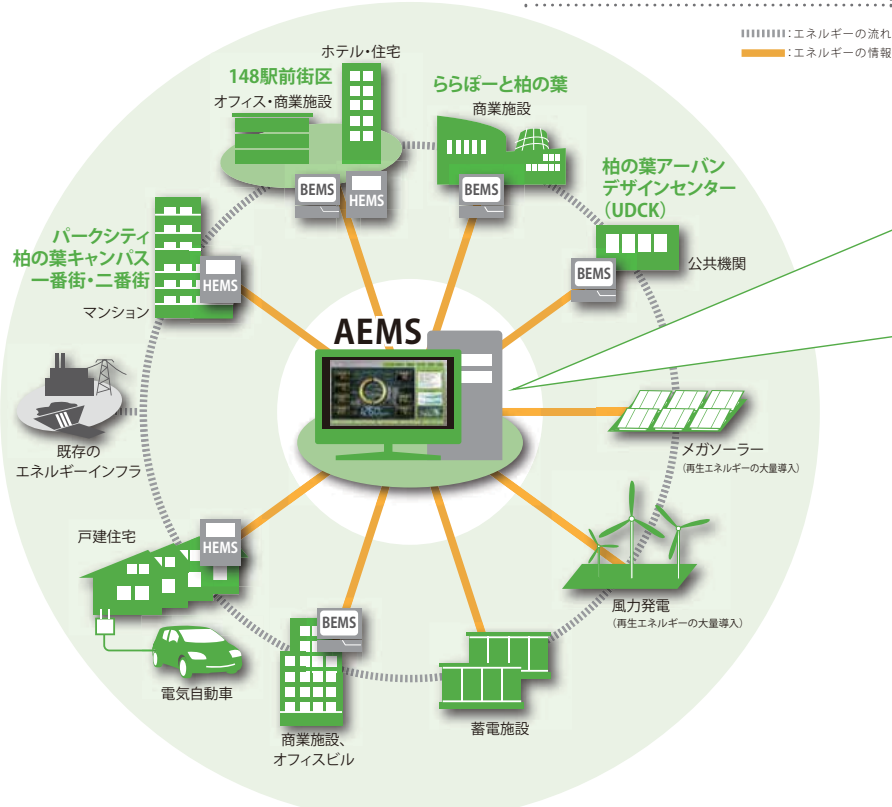 :エネルギーの流れ
:エネルギーの情報
ホテル・住宅
148駅前街区
オフィス・商業施設
ららぽーと柏の葉
商業施設
柏の葉アーバン
デザインセンター
（UDCK）
公共機関
BEMS
HEMS
BEMS
BEMS
パークシティ
柏の葉キャンパス
一番街・二番街
マンション
HEMS
AEMS
既存の
エネルギーインフラ
メガソーラー
（再生エネルギーの大量導入）
戸建住宅
HEMS
電気自動車
BEMS
商業施設、
オフィスビル
蓄電施設
風力発電
（再生エネルギーの大量導入）